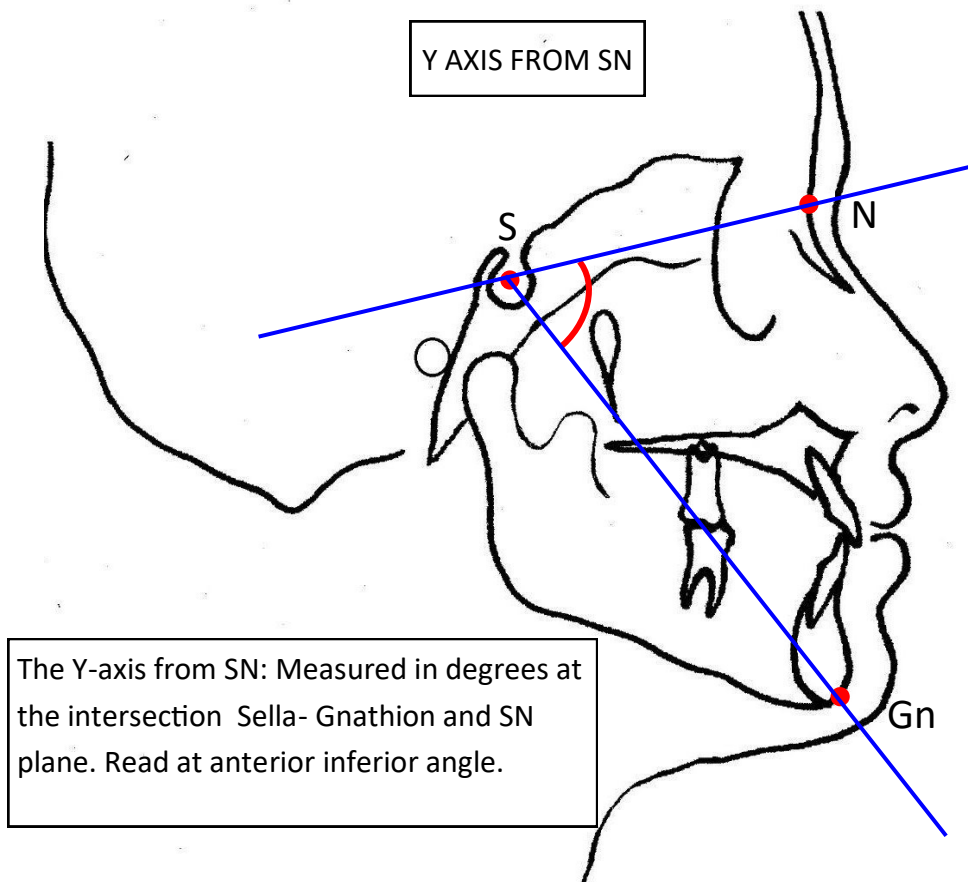 Y AXIS FROM SN
N
S
Gn
The Y-axis from SN: Measured in degrees at
the intersection  Sella- Gnathion and SN
plane. Read at anterior inferior angle.